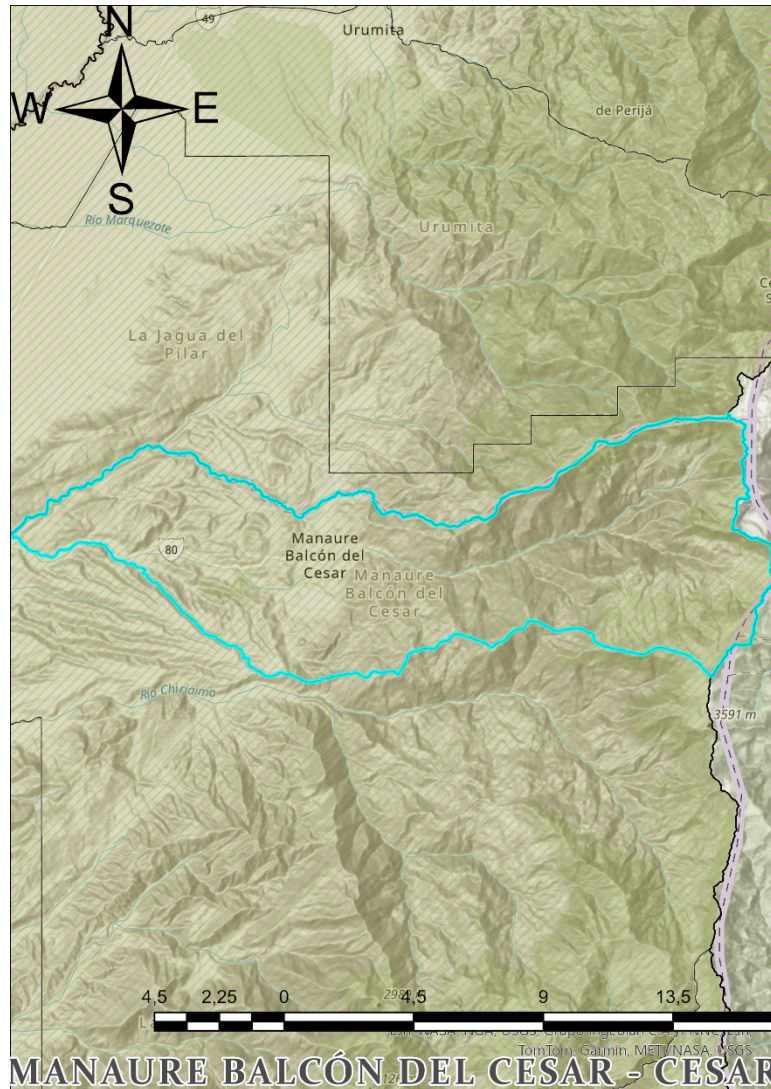 N
49
Urumita
W
E
de Perijá
S
Río Marquezote
Urumita
La Jagua del
Pilar
80
Manaure
Balcón del
Cesar
Manaure
Balcón del
Cesar
Río Chiriaimo
3591 m
4,5 2,25 0 4,5 9 13,5
TomTom, Garmin, METI/NASA, USGS
MANAURE BALCÓN DEL CESAR - CESAR